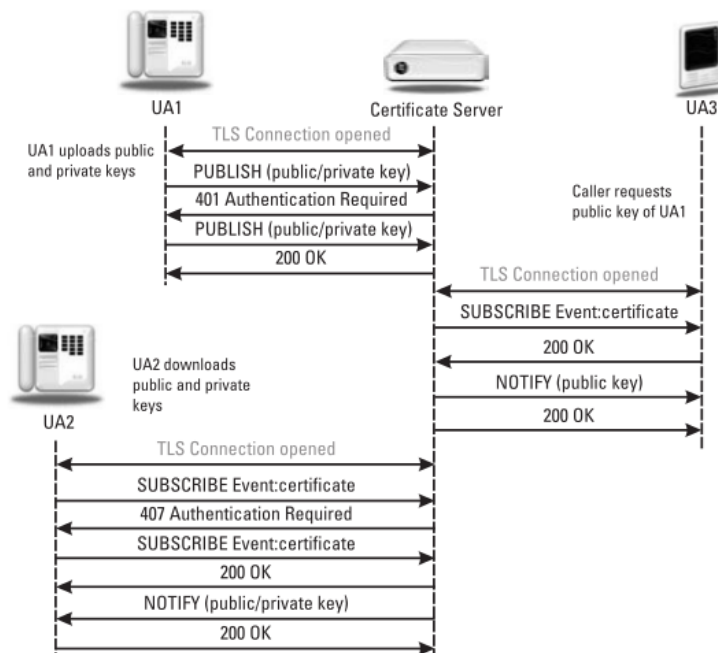 UA1
Certificate Server
UA3
TLS Connection opened
UA1 uploads public
and private keys
PUBLISH (public/private key)
401 Authentication Required
PUBLISH (public/private key)
200 OK
Caller requests
public key of UA1
TLS Connection opened
SUBSCRIBE Event:certificate
200 OK
NOTIFY (public key)
200 OK
UA2 downloads
public and private
keys
UA2
TLS Connection opened
SUBSCRIBE Event:certificate
407 Authentication Required
SUBSCRIBE Event:certificate
200 OK
NOTIFY (public/private key)
200 OK